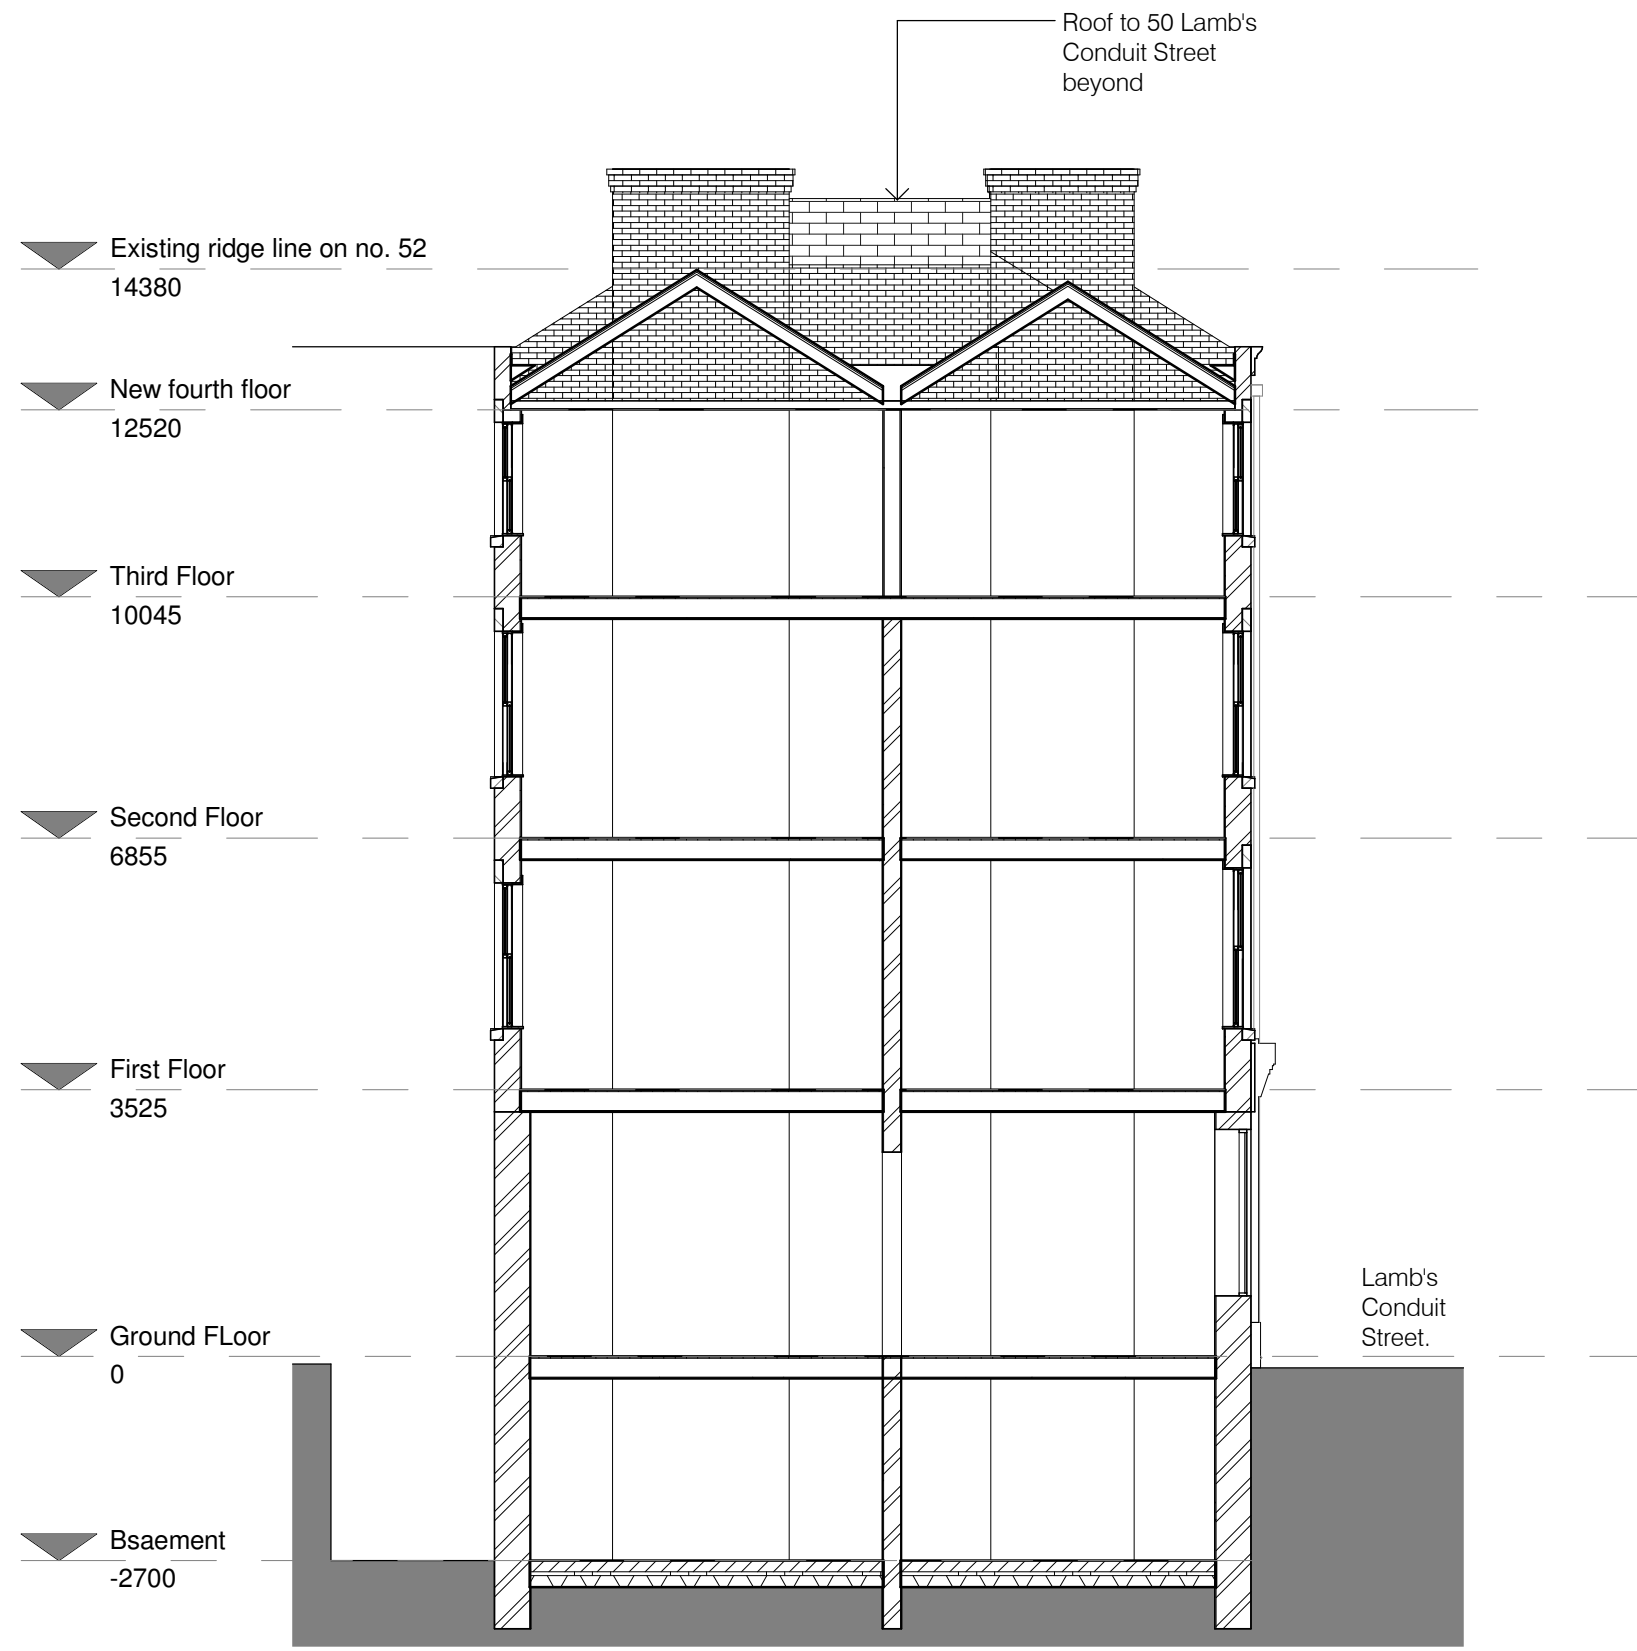 Roof to 50 Lamb's
Conduit Street
beyond
Existing ridge line on no. 52
14380
New fourth floor
12520
Third Floor
10045
Second Floor
6855
First Floor
3525
Lamb's
Conduit
Street.
Ground FLoor
0
Bsaement
-2700